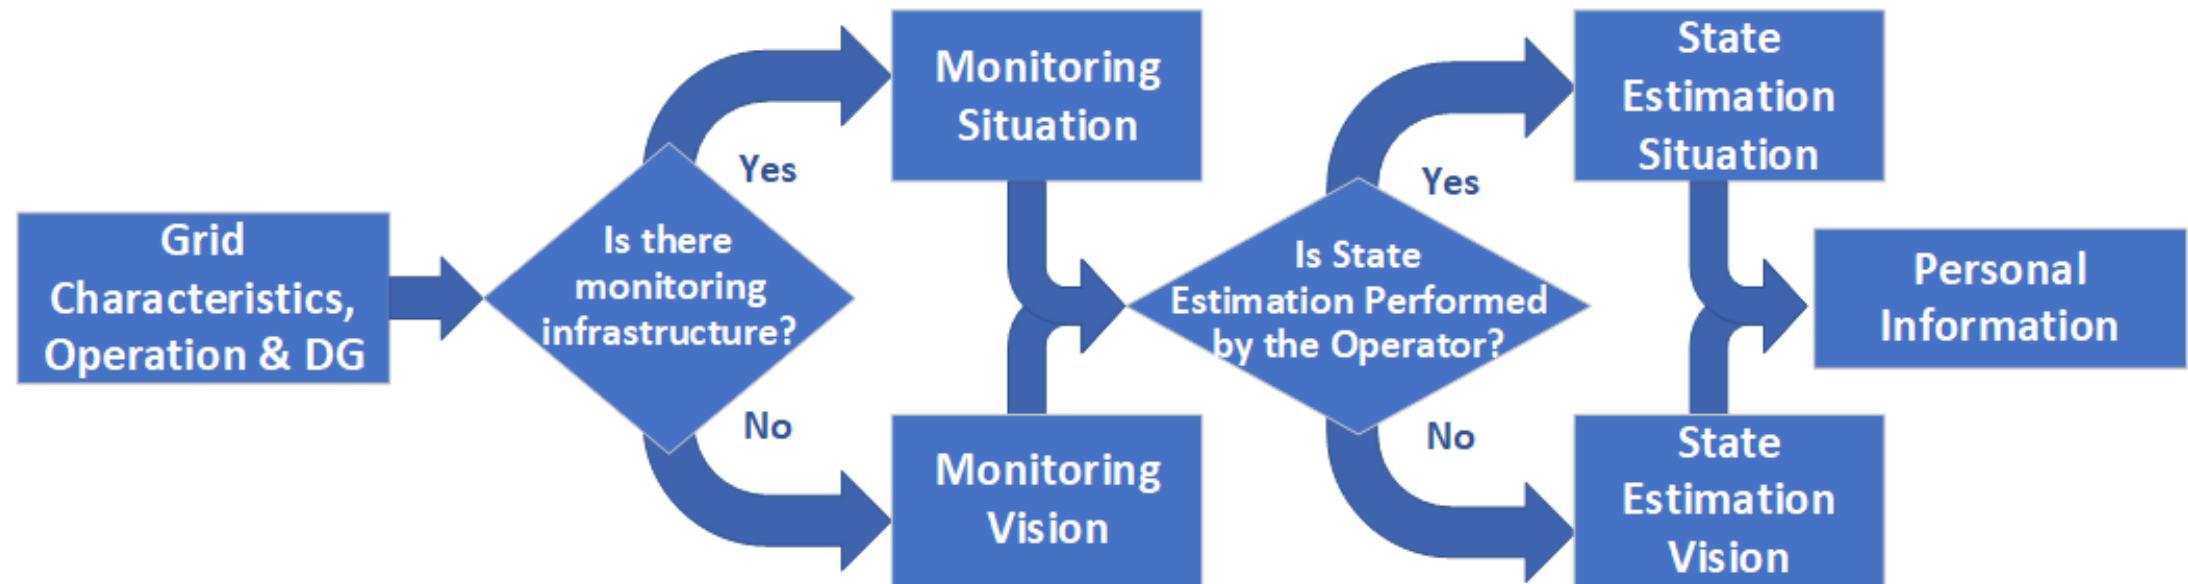 Grid
Characteristics,
Operation & DG
Is there
monitoring
infrastructure?
Yes
No
Monitoring
Situation
Monitoring
Vision
Is State
Estimation Performed
by the Operator?
Yes
No
State
Estimation
Situation
State
Estimation
Vision
Personal
Information